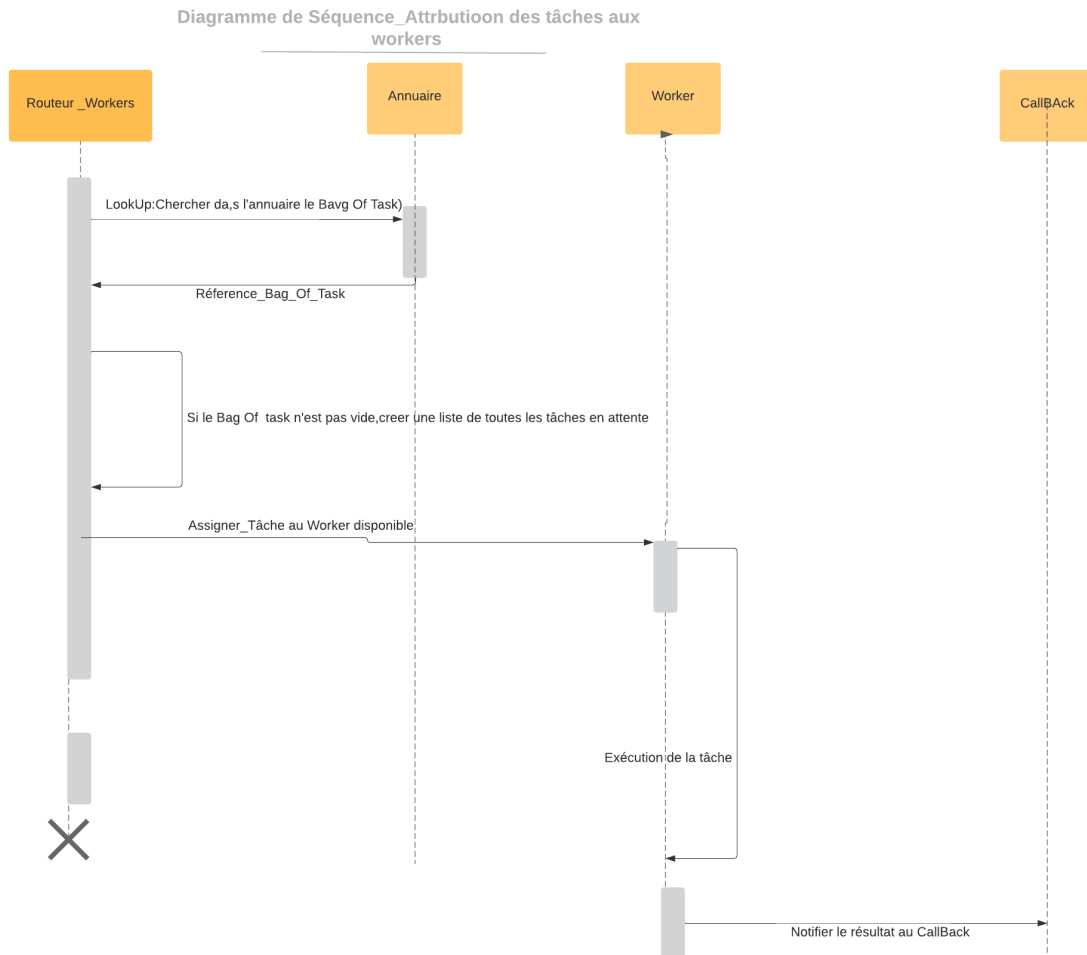 Diagramme de Séquence_Attrbutioon des tâches aux
workers
Routeur _Workers
Annuaire
Worker
CallBAck
LookUp:Chercher da,s l'annuaire le Bavg Of Task)
Réference_Bag_Of_Task
Si le Bag Of  task n'est pas vide,creer une liste de toutes les tâches en attente
Assigner_Tâche au Worker disponible
Exécution de la tâche
Notifier le résultat au CallBack